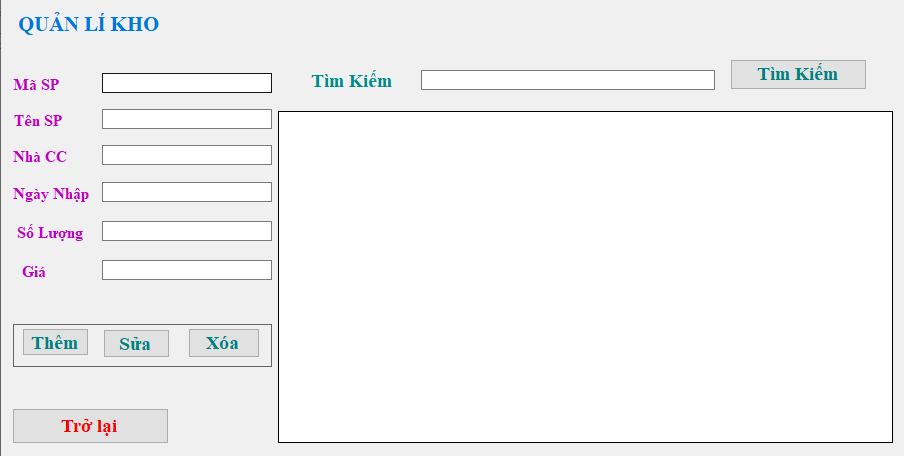 QUẢN LÍ KHO
Mã SP
Tên SP
Nhà CC
Ngày Nhập
Số Lượng
Giá
Tìm Kiếm
Tìm Kiếm
Thêm
Sửa
Xóa
Trở lại